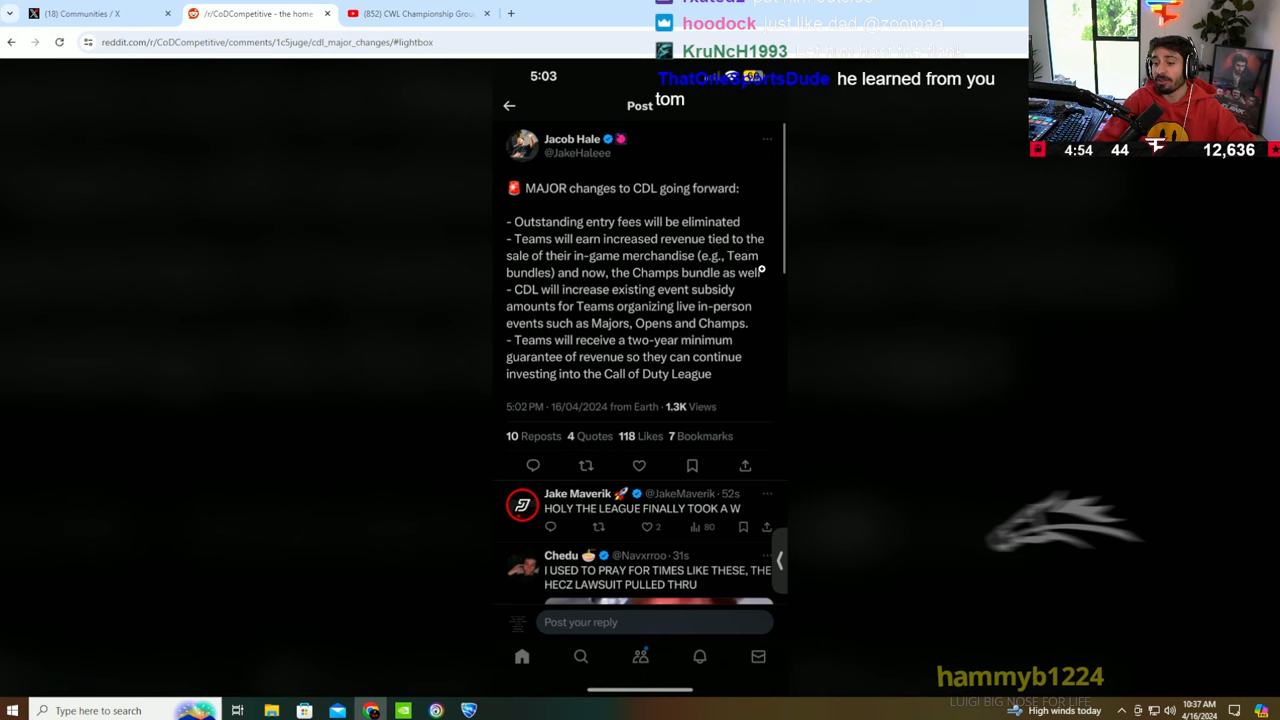 (18) Communities / X
/r/CoDCompetitive - the home
(852) CWL Championship Grou
reddit.com/r/CoDCompetitive/comments/1c5juge/cdl_major_changes/#lightbox
hoodock just like dad @zoomaa
KruNcH1993
ThatOneSportsDude he learned from you
tom
4:54 44 12,636
5:03
Post
Jacob Hale
@JakeHaleee
🚨 MAJOR changes to CDL going forward:
- Outstanding entry fees will be eliminated
- Teams will earn increased revenue tied to the
sale of their in-game merchandise (e.g., Team
bundles) and now, the Champs bundle as well
- CDL will increase existing event subsidy
amounts for Teams organizing live in-person
events such as Majors, Opens and Champs.
- Teams will receive a two-year minimum
guarantee of revenue so they can continue
investing into the Call of Duty League
5:02 PM · 16/04/2024 from Earth · 1.3K Views
10 Reposts 4 Quotes 118 Likes 7 Bookmarks
Jake Maverik 🚀 @JakeMaverik · 52s
HOLY THE LEAGUE FINALLY TOOK A W
2 80
Chedu 🍜 @Navxrroo · 31s
I USED TO PRAY FOR TIMES LIKE THESE, THE
HECZ LAWSUIT PULLED THRU
Post your reply
hammyb1224
LUIGI BIG NOSE FOR LIFE
Type here to search
High winds today
10:37 AM
4/16/2024